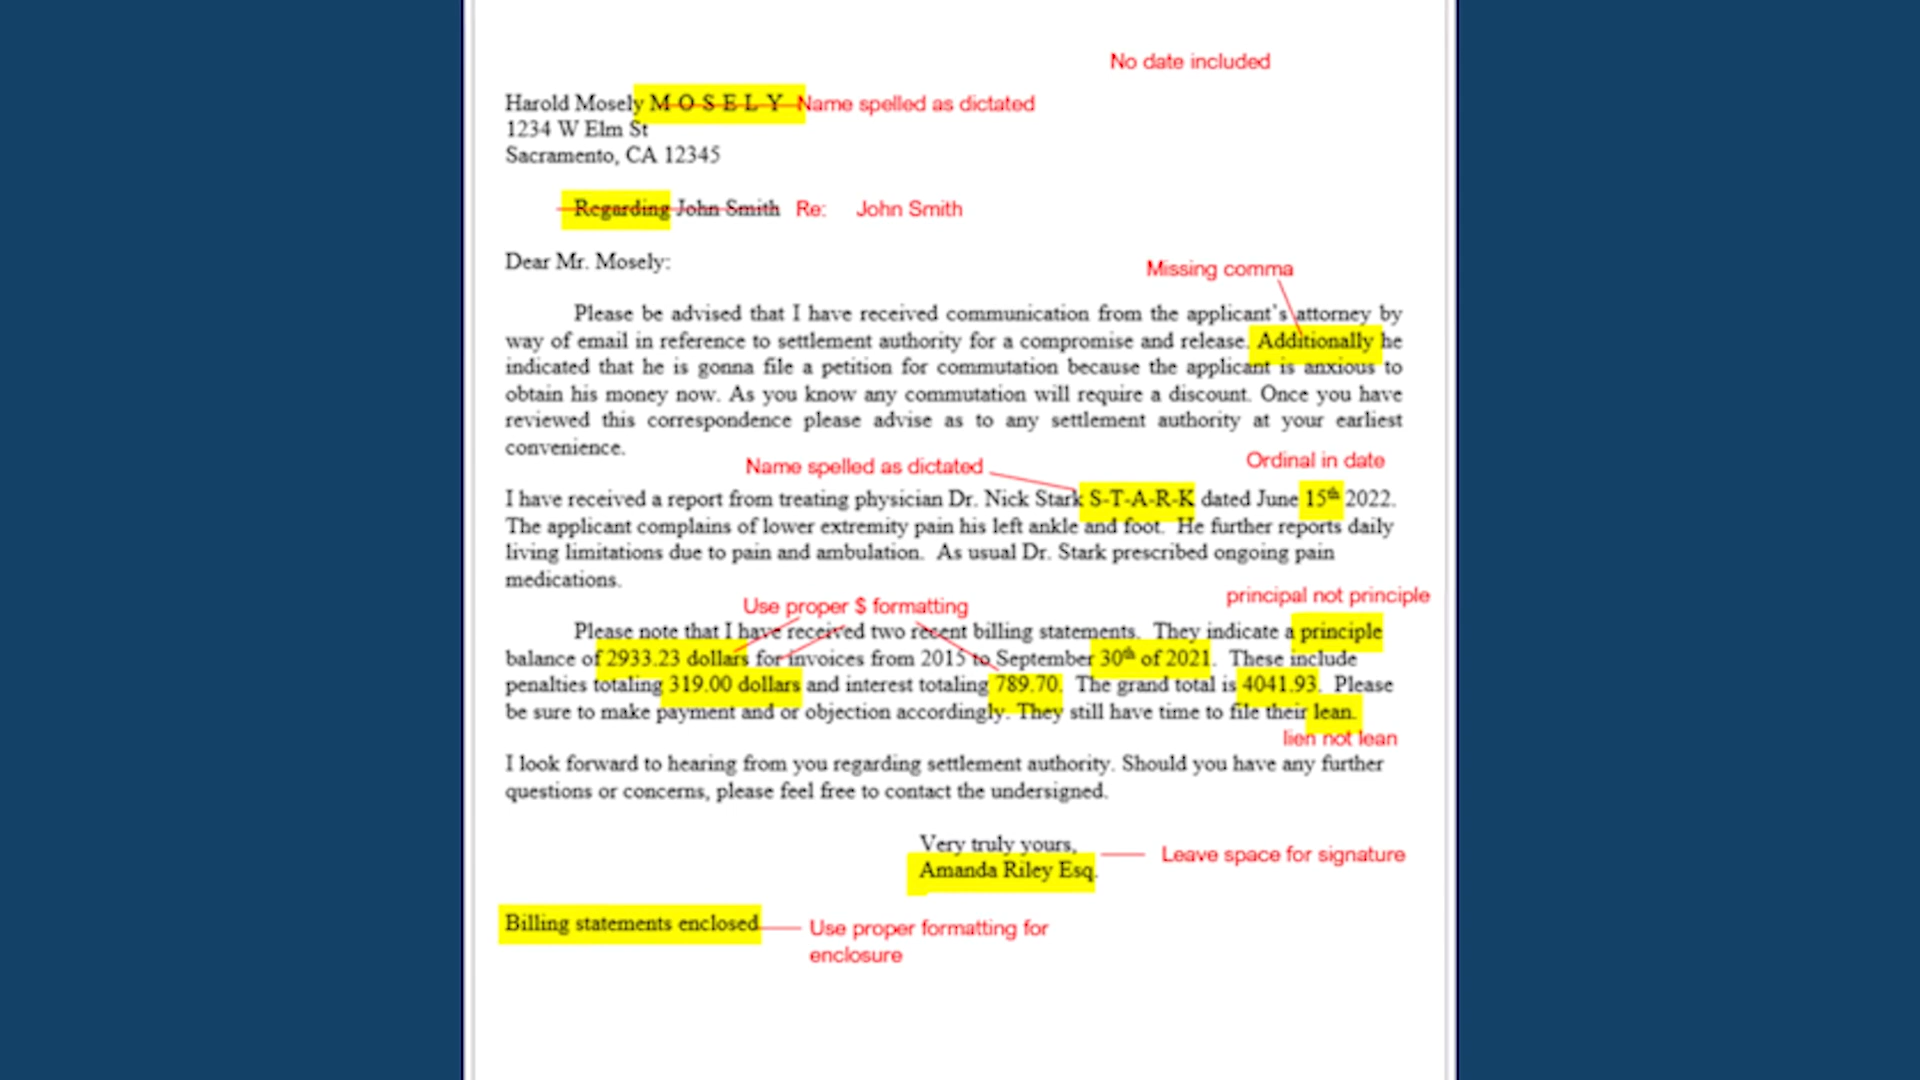 No date included
Harold Mosely M O S E L Y Name spelled as dictated
1234 W Elm St
Sacramento, CA 12345
Regarding John Smith Re: John Smith
Dear Mr. Mosely:
Missing comma
Please be advised that I have received communication from the applicant's attorney by
way of email in reference to settlement authority for a compromise and release. Additionally he
indicated that he is gonna file a petition for commutation because the applicant is anxious to
obtain his money now. As you know any commutation will require a discount. Once you have
reviewed this correspondence please advise as to any settlement authority at your earliest
convenience.
Name spelled as dictated Ordinal in date
I have received a report from treating physician Dr. Nick Stark S-T-A-R-K dated June 15th 2022.
The applicant complains of lower extremity pain his left ankle and foot. He further reports daily
living limitations due to pain and ambulation. As usual Dr. Stark prescribed ongoing pain
medications.
Use proper $ formatting principal not principle
Please note that I have received two recent billing statements. They indicate a principle
balance of 2933.23 dollars for invoices from 2015 to September 30th of 2021. These include
penalties totaling 319.00 dollars and interest totaling 789.70. The grand total is 4041.93. Please
be sure to make payment and or objection accordingly. They still have time to file their lean.
lien not lean
I look forward to hearing from you regarding settlement authority. Should you have any further
questions or concerns, please feel free to contact the undersigned.
Very truly yours,
Leave space for signature
Amanda Riley Esq.
Billing statements enclosed Use proper formatting for
enclosure